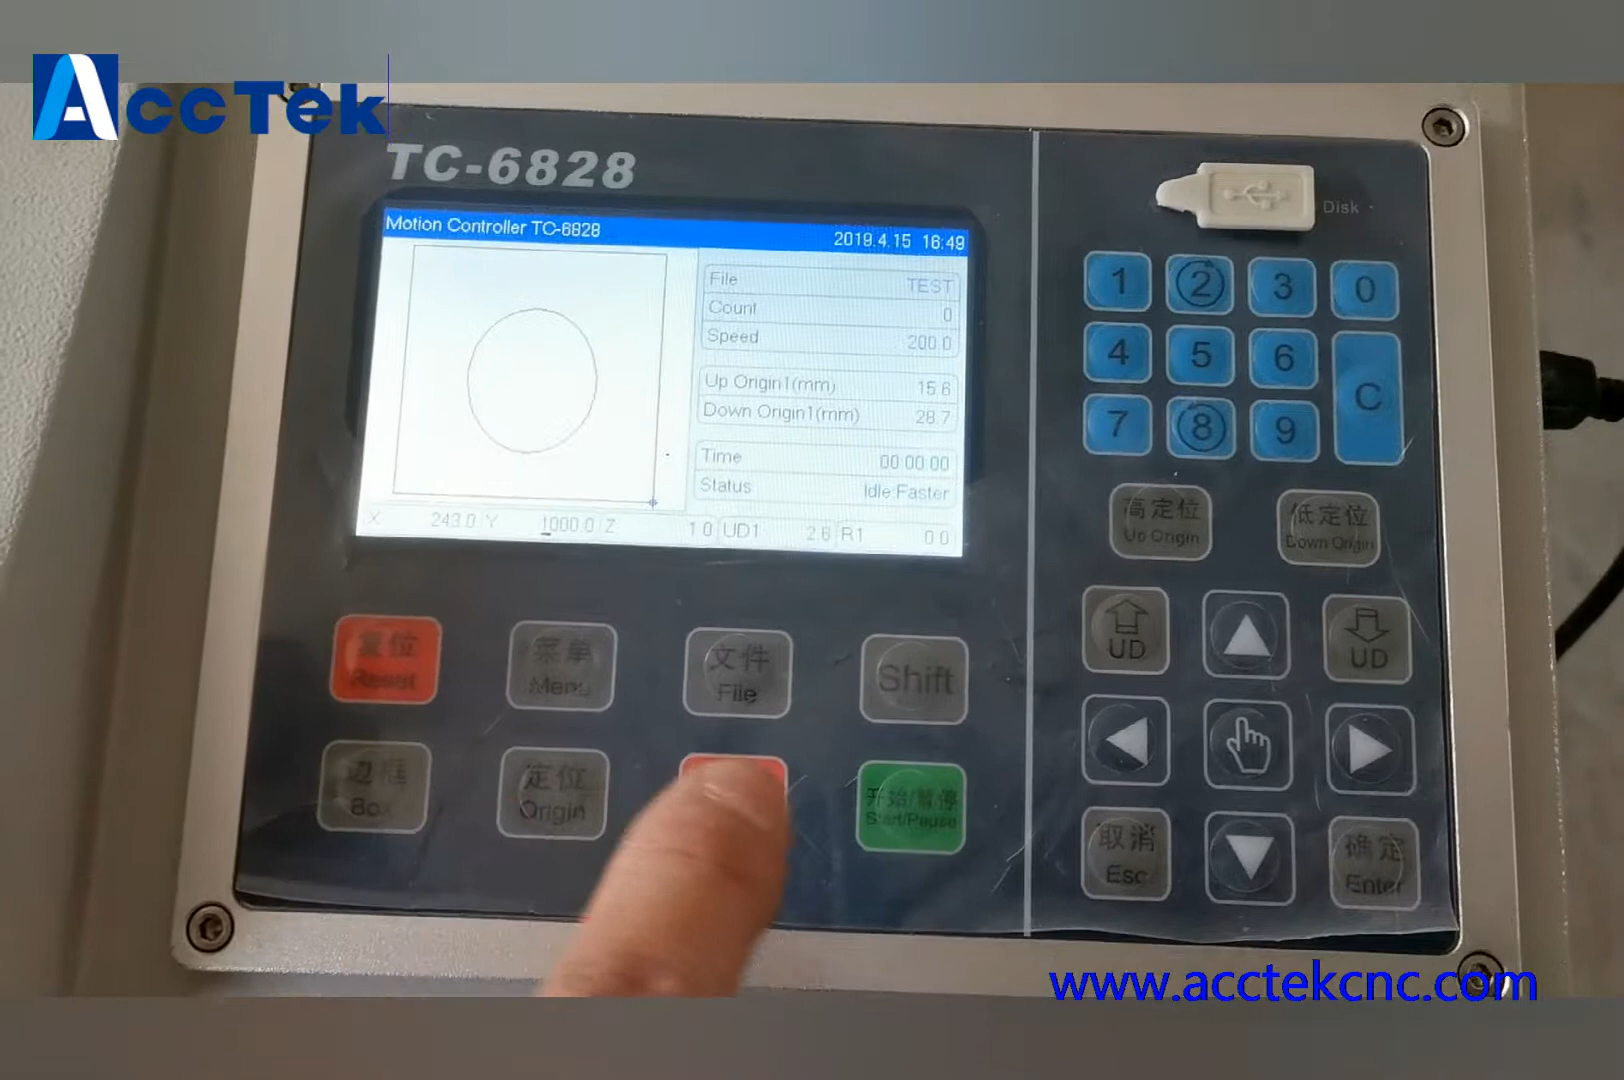 AccTek
TC-6828
Motion Controller TC-6828
2019.4.15 16:49
File TEST
Count 0
Speed 200.0
Up Origin1(mm) 15.6
Down Origin1(mm) 28.7
Time 00:00:00
Status Idle:Faster
X 243.0 Y 1000.0 Z 1.0 UD1 2.6 R1 0.0
Disk
1 2 3 0
4 5 6 C
7 8 9
高定位
Up Origin
低定位
Down Origin
复位
Reset
菜单
Menu
文件
File
Shift
UD
UD
边框
Box
定位
Origin
开始/暂停
Start/Pause
取消
Esc
确定
Enter
www.acctekcnc.com